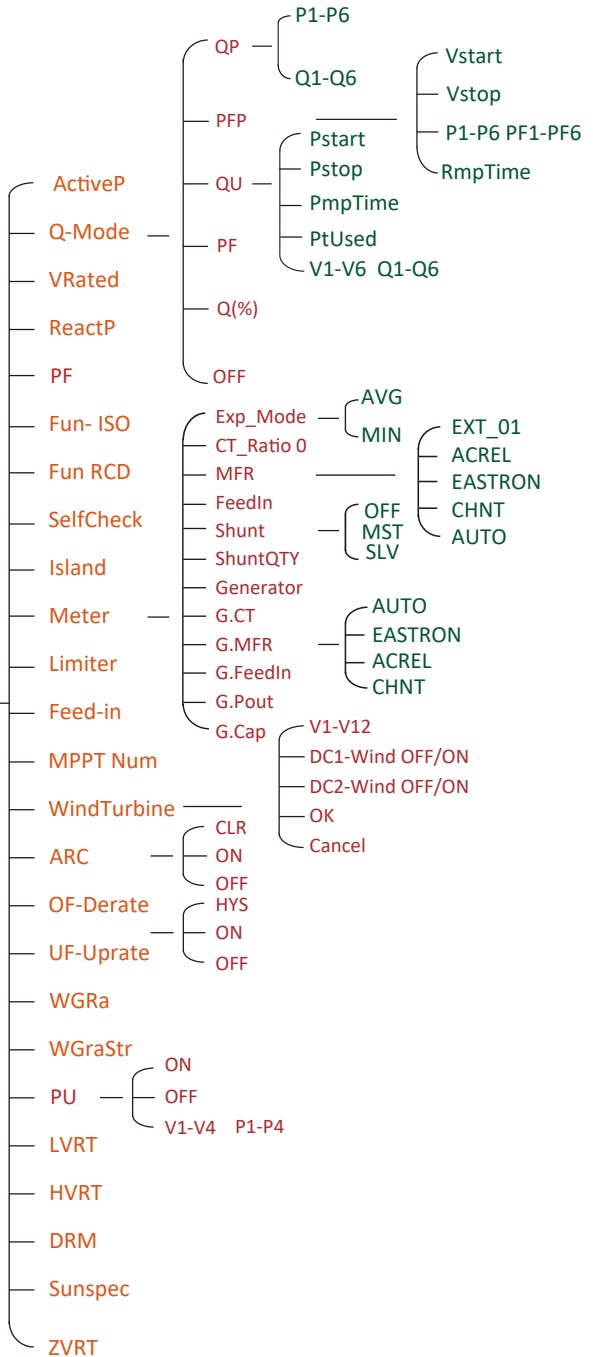 P1-P6
QP
Q1-Q6
PFP
Vstart
Vstop
P1-P6 PF1-PF6
RmpTime
QU
Pstart
Pstop
PmpTime
PtUsed
V1-V6 Q1-Q6
PF
Q(%)
OFF
ActiveP
Q-Mode
VRated
ReactP
PF
Fun- ISO
Fun RCD
SelfCheck
Island
Meter
Limiter
Feed-in
MPPT Num
WindTurbine
ARC
OF-Derate
UF-Uprate
WGRa
WGraStr
PU
LVRT
HVRT
DRM
Sunspec
ZVRT
Exp_Mode
CT_Ratio 0
MFR
FeedIn
Shunt
ShuntQTY
Generator
G.CT
G.MFR
G.FeedIn
G.Pout
G.Cap
AVG
MIN
EXT_01
ACREL
EASTRON
CHNT
AUTO
OFF
MST
SLV
AUTO
EASTRON
ACREL
CHNT
V1-V12
DC1-Wind OFF/ON
DC2-Wind OFF/ON
OK
Cancel
CLR
ON
OFF
HYS
ON
OFF
ON
OFF
V1-V4 P1-P4